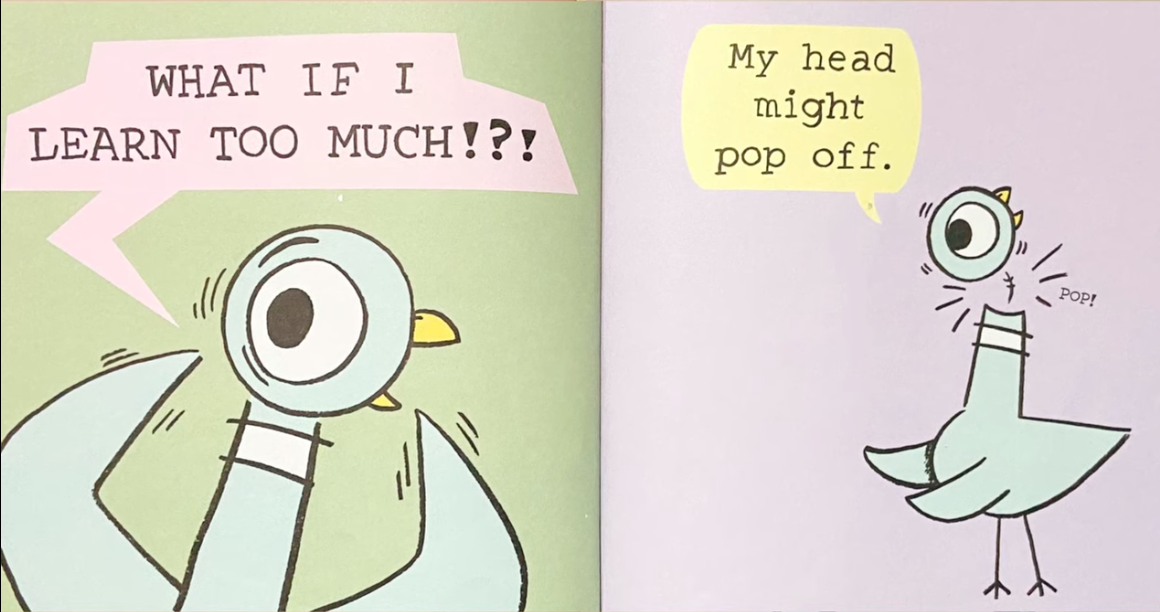 WHAT IF I
LEARN TOO MUCH!?!
My head
might
pop off.
POP!